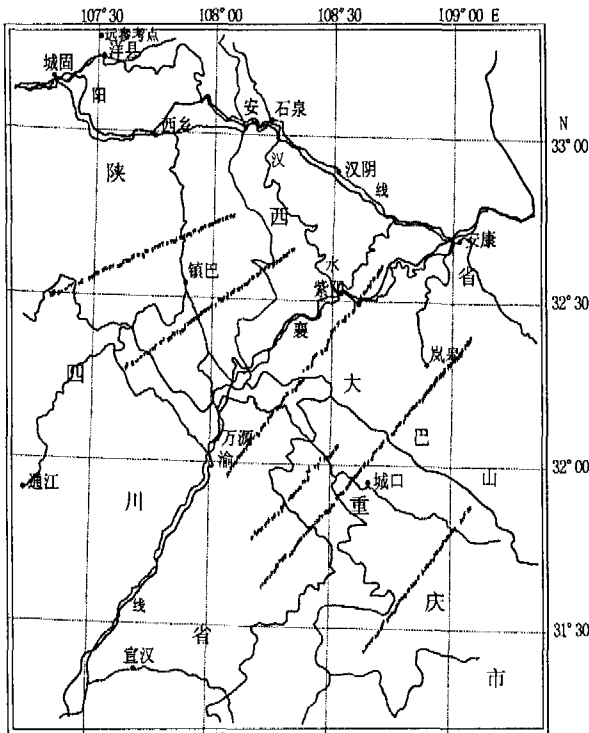 107°30′
108°00′
108°30′
109°00′ E
远参考点
洋县
城固
阳
安
石泉
西乡
N
33°00′
汉
汉阴
陕
线
西
安康
省
镇巴
水
紫阳
32°30′
襄
岚皋
四
大
巴
万源
渝
32°00′
山
通江
城口
川
重
庆
线
省
31°30′
宣汉
市